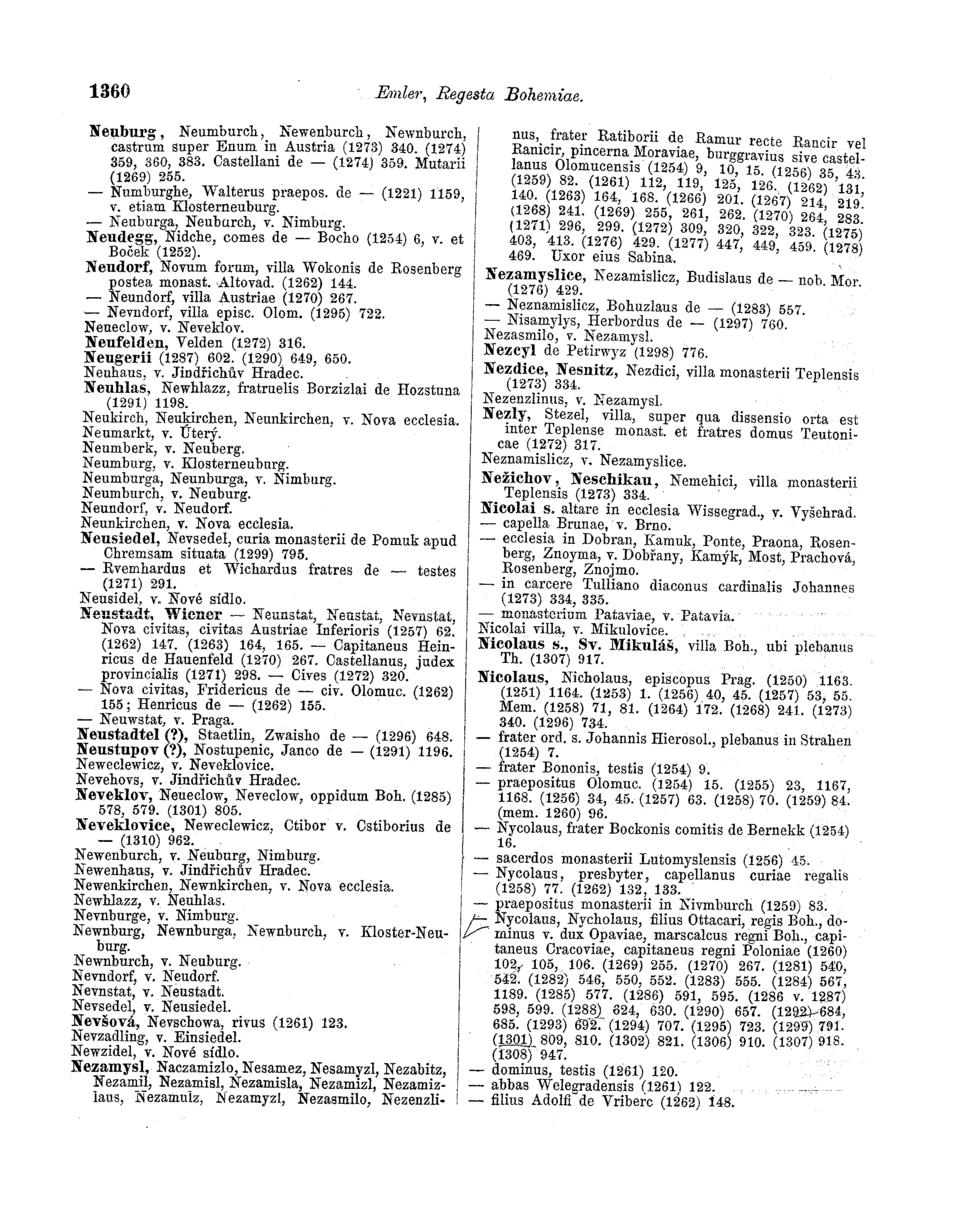 1360
Emler, Regesta Bohemiae.
Neuburg, Neumburch, Newenburch, Newnburch,
castrum super Enum in Austria (1273) 340. (1274)
359, 360, 383. Castellani de — (1274) 359. Mutarii
(1269) 255.
— Numburghe, Walterus praepos. de — (1221) 1159,
v. etiam Klosterneuburg.
— Neuburga, Neuburch, v. Nimburg.
Neudegg, Nidche, comes de — Bocho (1254) 6, v. et
Boček (1252).
Neudorf, Novum forum, villa Wokonis de Rosenberg
postea monast. Altovad. (1262) 144.
— Neundorf, villa Austriae (1270) 267.
— Nevndorf, villa episc. Olom. (1295) 722.
Neueclow, v. Neveklov.
Neufelden, Velden (1272) 316.
Neugerii (1287) 602. (1290) 649, 650.
Neuhaus, v. Jindřichův Hradec.
Neuhlas, Newhlazz, fratruelis Borzizlai de Hozstuna
(1291) 1198.
Neukirch, Neukirchen, Neunkirchen, v. Nova ecclesia.
Neumarkt, v. Úterý.
Neumberk, v. Neuberg.
Neumburg, v. Klosterneuburg.
Neumburga, Neunburga, v. Nimburg.
Neumburch, v. Neuburg.
Neundorf, v. Neudorf.
Neunkirchen, v. Nova ecclesia.
Neusiedel, Nevsedel, curia monasterii de Pomuk apud
Chremsam situata (1299) 795.
— Rvemhardus et Wichardus fratres de — testes
(1271) 291.
Neusidel, v. Nové sídlo.
Neustadt, Wiener — Neunstat, Neustat, Nevnstat,
Nova civitas, civitas Austriae Inferioris (1257) 62.
(1262) 147. (1263) 164, 165. — Capitaneus Hein-
ricus de Hauenfeld (1270) 267. Castellanus, judex
provincialis (1271) 298. — Cives (1272) 320.
— Nova civitas, Fridericus de — civ. Olomuc. (1262)
155; Henricus de — (1262) 155.
— Neuwstat, v. Praga.
Neustadtel (?), Staetlin, Zwaisho de — (1296) 648.
Neustupov (?), Nostupenic, Janco de — (1291) 1196.
Neweclewicz, v. Neveklovice.
Nevehovs, v. Jindřichův Hradec.
Neveklov, Neueclow, Neveclow, oppidum Boh. (1285)
578, 579. (1301) 805.
Neveklovice, Neweclewicz, Ctibor v. Cstiborius de
— (1310) 962.
Newenburch, v. Neuburg, Nimburg.
Newenhaus, v. Jindřichův Hradec.
Newenkirchen, Newnkirchen, v. Nova ecclesia.
Newhlazz, v. Neuhlas.
Nevnburge, v. Nimburg.
Newnburg, Newnburga, Newnburch, v. Kloster-Neu-
burg.
Newnburch, v. Neuburg.
Nevndorf, v. Neudorf.
Nevnstat, v. Neustadt.
Nevsedel, v. Neusiedel.
Nevšová, Nevschowa, rivus (1261) 123.
Nevzadling, v. Einsiedel.
Newzidel, v. Nové sídlo.
Nezamysl, Naczamizlo, Nesamez, Nesamyzl, Nezabitz,
Nezamil, Nezamisl, Nezamisla, Nezamizl, Nezamiz-
laus, Nezamulz, Nezamyzl, Nezasmilo, Nezenzli-
nus, frater Ratiborii de Ramur recte Rancir vel
Ranicir, pincerna Moraviae, burggravius sive castel-
lanus Olomucensis (1254) 9, 10, 15. (1256) 35, 43.
(1259) 82. (1261) 112, 119, 125, 126. (1262) 131,
140. (1263) 164, 168. (1266) 201. (1267) 214, 219.
(1268) 241. (1269) 255, 261, 262. (1270) 264, 283.
(1271) 296, 299. (1272) 309, 320, 322, 323. (1275)
403, 413. (1276) 429. (1277) 447, 449, 459. (1278)
469. Uxor eius Sabina.
Nezamyslice, Nezamislicz, Budislaus de — nob. Mor.
(1276) 429.
— Neznamislicz, Bohuzlaus de — (1283) 557.
— Nisamylys, Herbordus de — (1297) 760.
Nezasmilo, v. Nezamysl.
Nezcyl de Petirwyz (1298) 776.
Nezdice, Nesnitz, Nezdici, villa monasterii Teplensis
(1273) 334.
Nezenzlinus, v. Nezamysl.
Nezly, Stezel, villa, super qua dissensio orta est
inter Teplense monast. et fratres domus Teutoni-
cae (1272) 317.
Neznamislicz, v. Nezamyslice.
Nežichov, Neschikau, Nemehici, villa monasterii
Teplensis (1273) 334.
Nicolai s. altare in ecclesia Wissegrad., v. Vyšehrad.
— capella Brunae, v. Brno.
— ecclesia in Dobran, Kamuk, Ponte, Praona, Rosen-
berg, Znoyma, v. Dobřany, Kamýk, Most, Prachová,
Rosenberg, Znojmo.
— in carcere Tulliano diaconus cardinalis Johannes
(1273) 334, 335.
— monasterium Pataviae, v. Patavia.
Nicolai villa, v. Mikulovice.
Nicolaus s., Sv. Mikuláš, villa Boh., ubi plebanus
Th. (1307) 917.
Nicolaus, Nicholaus, episcopus Prag. (1250) 1163.
(1251) 1164. (1253) 1. (1256) 40, 45. (1257) 53, 55.
Mem. (1258) 71, 81. (1264) 172. (1268) 241. (1273)
340. (1296) 734.
— frater ord. s. Johannis Hierosol., plebanus in Strahen
(1254) 7.
— frater Bononis, testis (1254) 9.
— praepositus Olomuc. (1254) 15. (1255) 23, 1167,
1168. (1256) 34, 45. (1257) 63. (1258) 70. (1259) 84.
(mem. 1260) 96.
— Nycolaus, frater Bockonis comitis de Bernekk (1254)
16.
— sacerdos monasterii Lutomyslensis (1256) 45.
— Nycolaus, presbyter, capellanus curiae regalis
(1258) 77. (1262) 132, 133.
— praepositus monasterii in Nivmburch (1259) 83.
— Nycolaus, Nycholaus, filius Ottacari, regis Boh., do-
minus v. dux Opaviae, marscalcus regni Boh., capi-
taneus Cracoviae, capitaneus regni Poloniae (1260)
102, 105, 106. (1269) 255. (1270) 267. (1281) 540,
542. (1282) 546, 550, 552. (1283) 555. (1284) 567,
1189. (1285) 577. (1286) 591, 595. (1286 v. 1287)
598, 599. (1288) 624, 630. (1290) 657. (1292) 684,
685. (1293) 692. (1294) 707. (1295) 723. (1299) 791.
(1301) 809, 810. (1302) 821. (1306) 910. (1307) 918.
(1308) 947.
— dominus, testis (1261) 120.
— abbas Welegradensis (1261) 122.
— filius Adolfi de Vriberc (1262) 148.